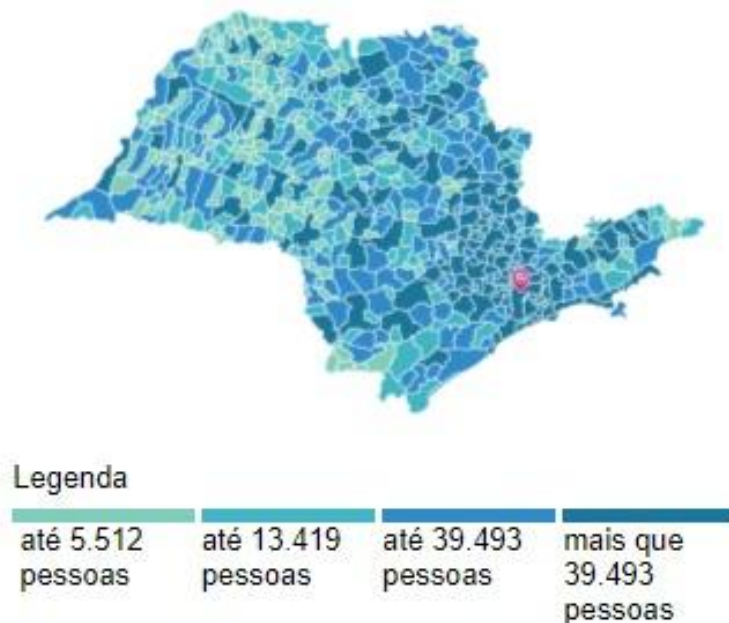 Legenda
até 5.512 pessoas
até 13.419 pessoas
até 39.493 pessoas
mais que 39.493 pessoas